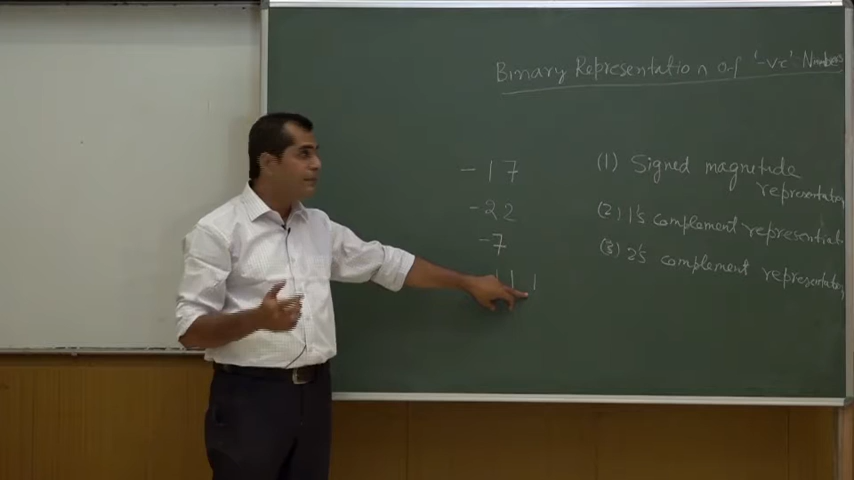 Binary Representation of '-ve' Numbers
-17
-22
-7
111
(1) Signed magnitude
representation
(2) 1's complement representation
(3) 2's complement representation